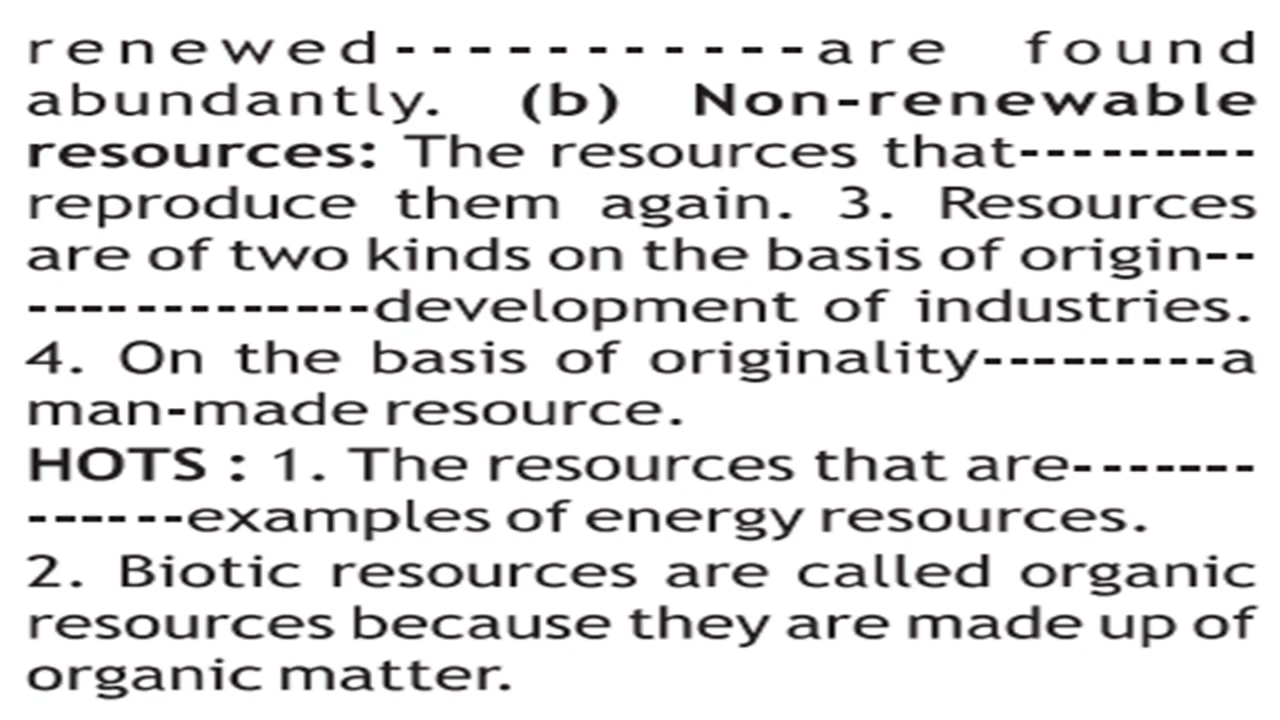 renewed------------are found
abundantly. (b) Non-renewable
resources: The resources that---------
reproduce them again. 3. Resources
are of two kinds on the basis of origin--
--------------development of industries.
4. On the basis of originality---------a
man-made resource.
HOTS : 1. The resources that are-------
------examples of energy resources.
2. Biotic resources are called organic
resources because they are made up of
organic matter.